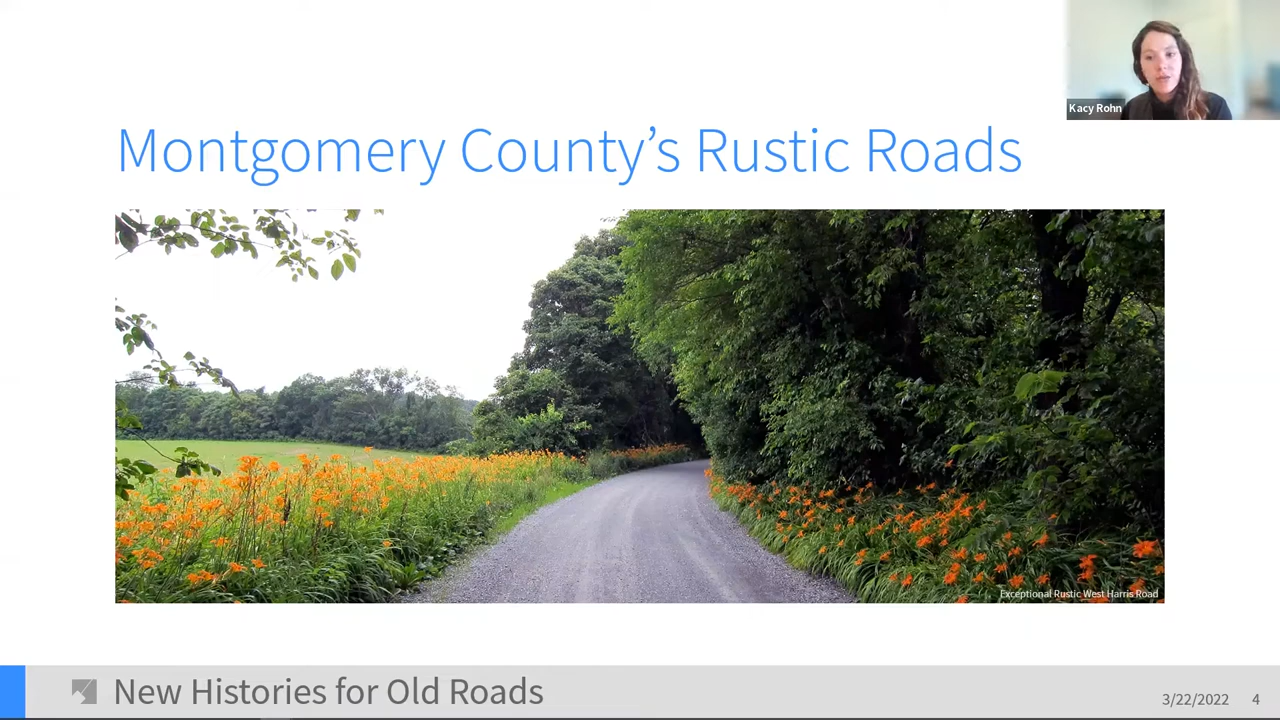 Kacy Rohn
Montgomery County's Rustic Roads
Exceptional Rustic West Harris Road
New Histories for Old Roads
3/22/2022 4